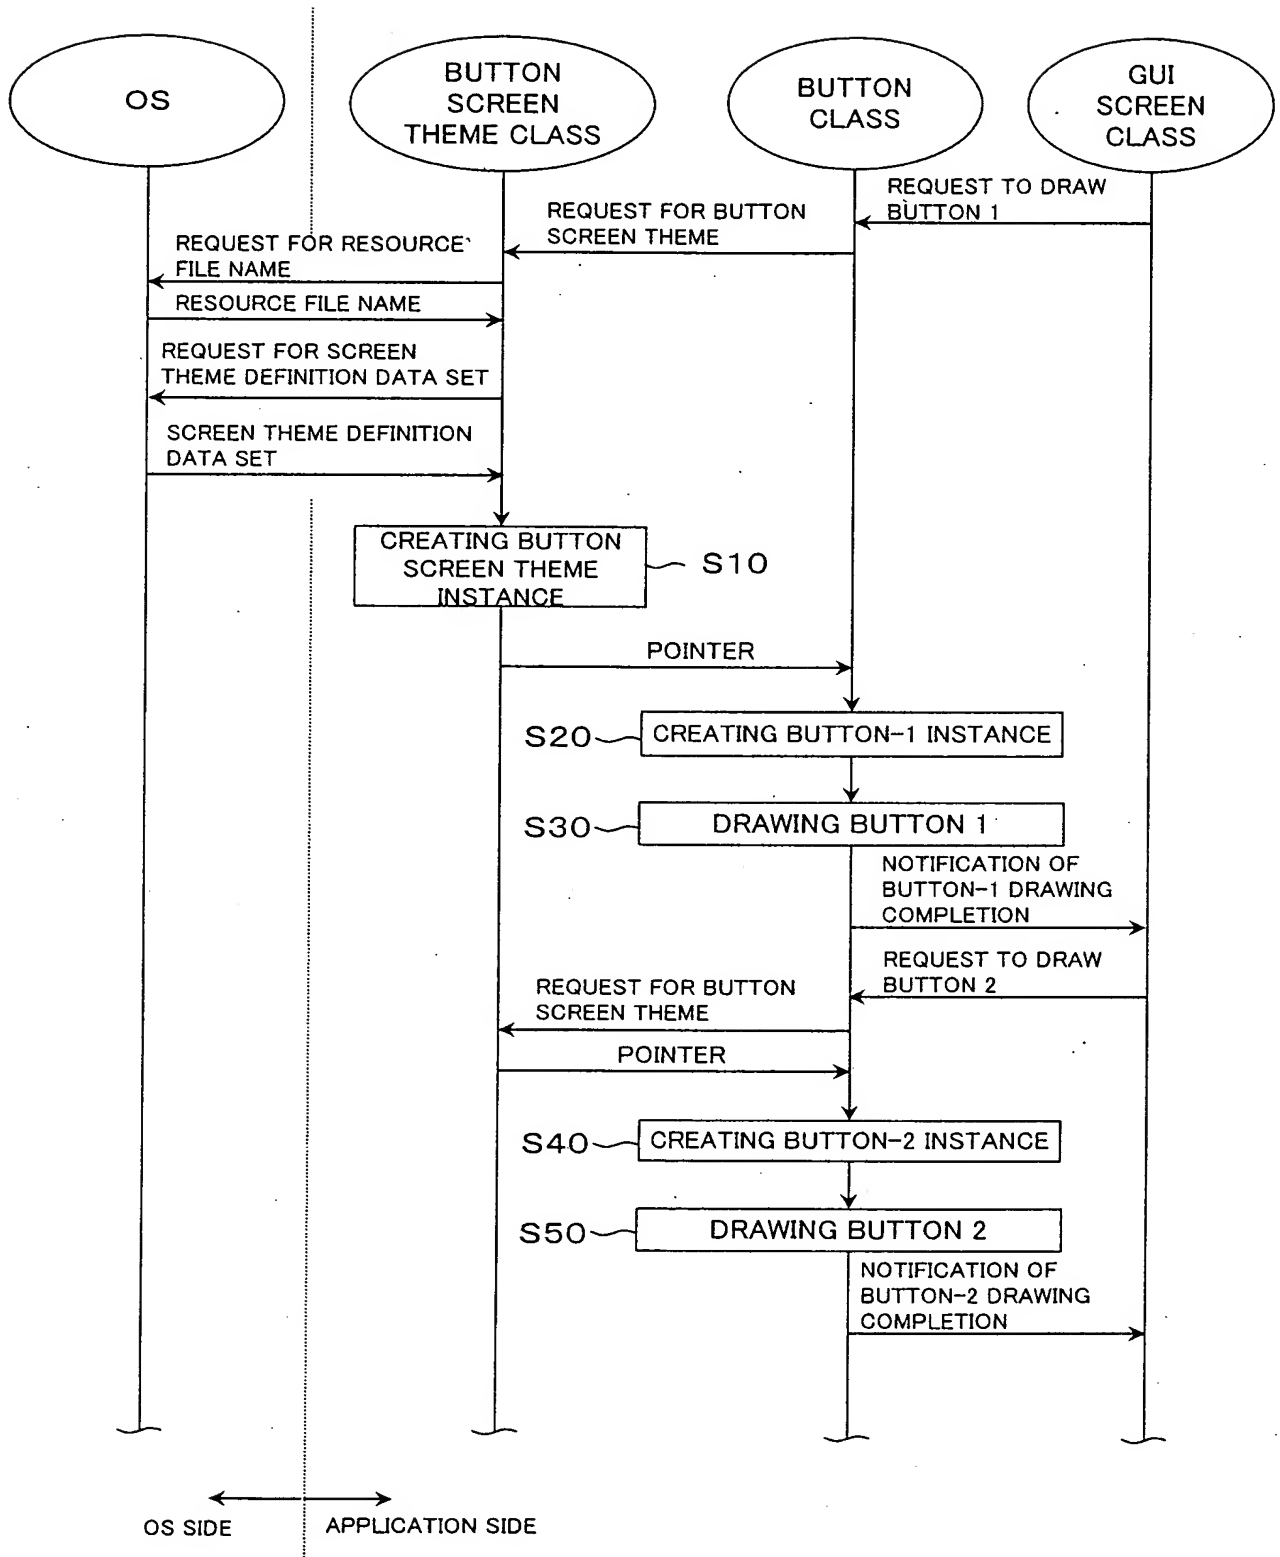 OS
BUTTON
SCREEN
THEME CLASS
BUTTON
CLASS
GUI
SCREEN
CLASS
REQUEST TO DRAW
BUTTON 1
REQUEST FOR BUTTON
SCREEN THEME
REQUEST FOR RESOURCE
FILE NAME
RESOURCE FILE NAME
REQUEST FOR SCREEN
THEME DEFINITION DATA SET
SCREEN THEME DEFINITION
DATA SET
CREATING BUTTON
SCREEN THEME
INSTANCE
S10
POINTER
S20
CREATING BUTTON-1 INSTANCE
S30
DRAWING BUTTON 1
NOTIFICATION OF
BUTTON-1 DRAWING
COMPLETION
REQUEST TO DRAW
BUTTON 2
REQUEST FOR BUTTON
SCREEN THEME
POINTER
S40
CREATING BUTTON-2 INSTANCE
S50
DRAWING BUTTON 2
NOTIFICATION OF
BUTTON-2 DRAWING
COMPLETION
OS SIDE
APPLICATION SIDE